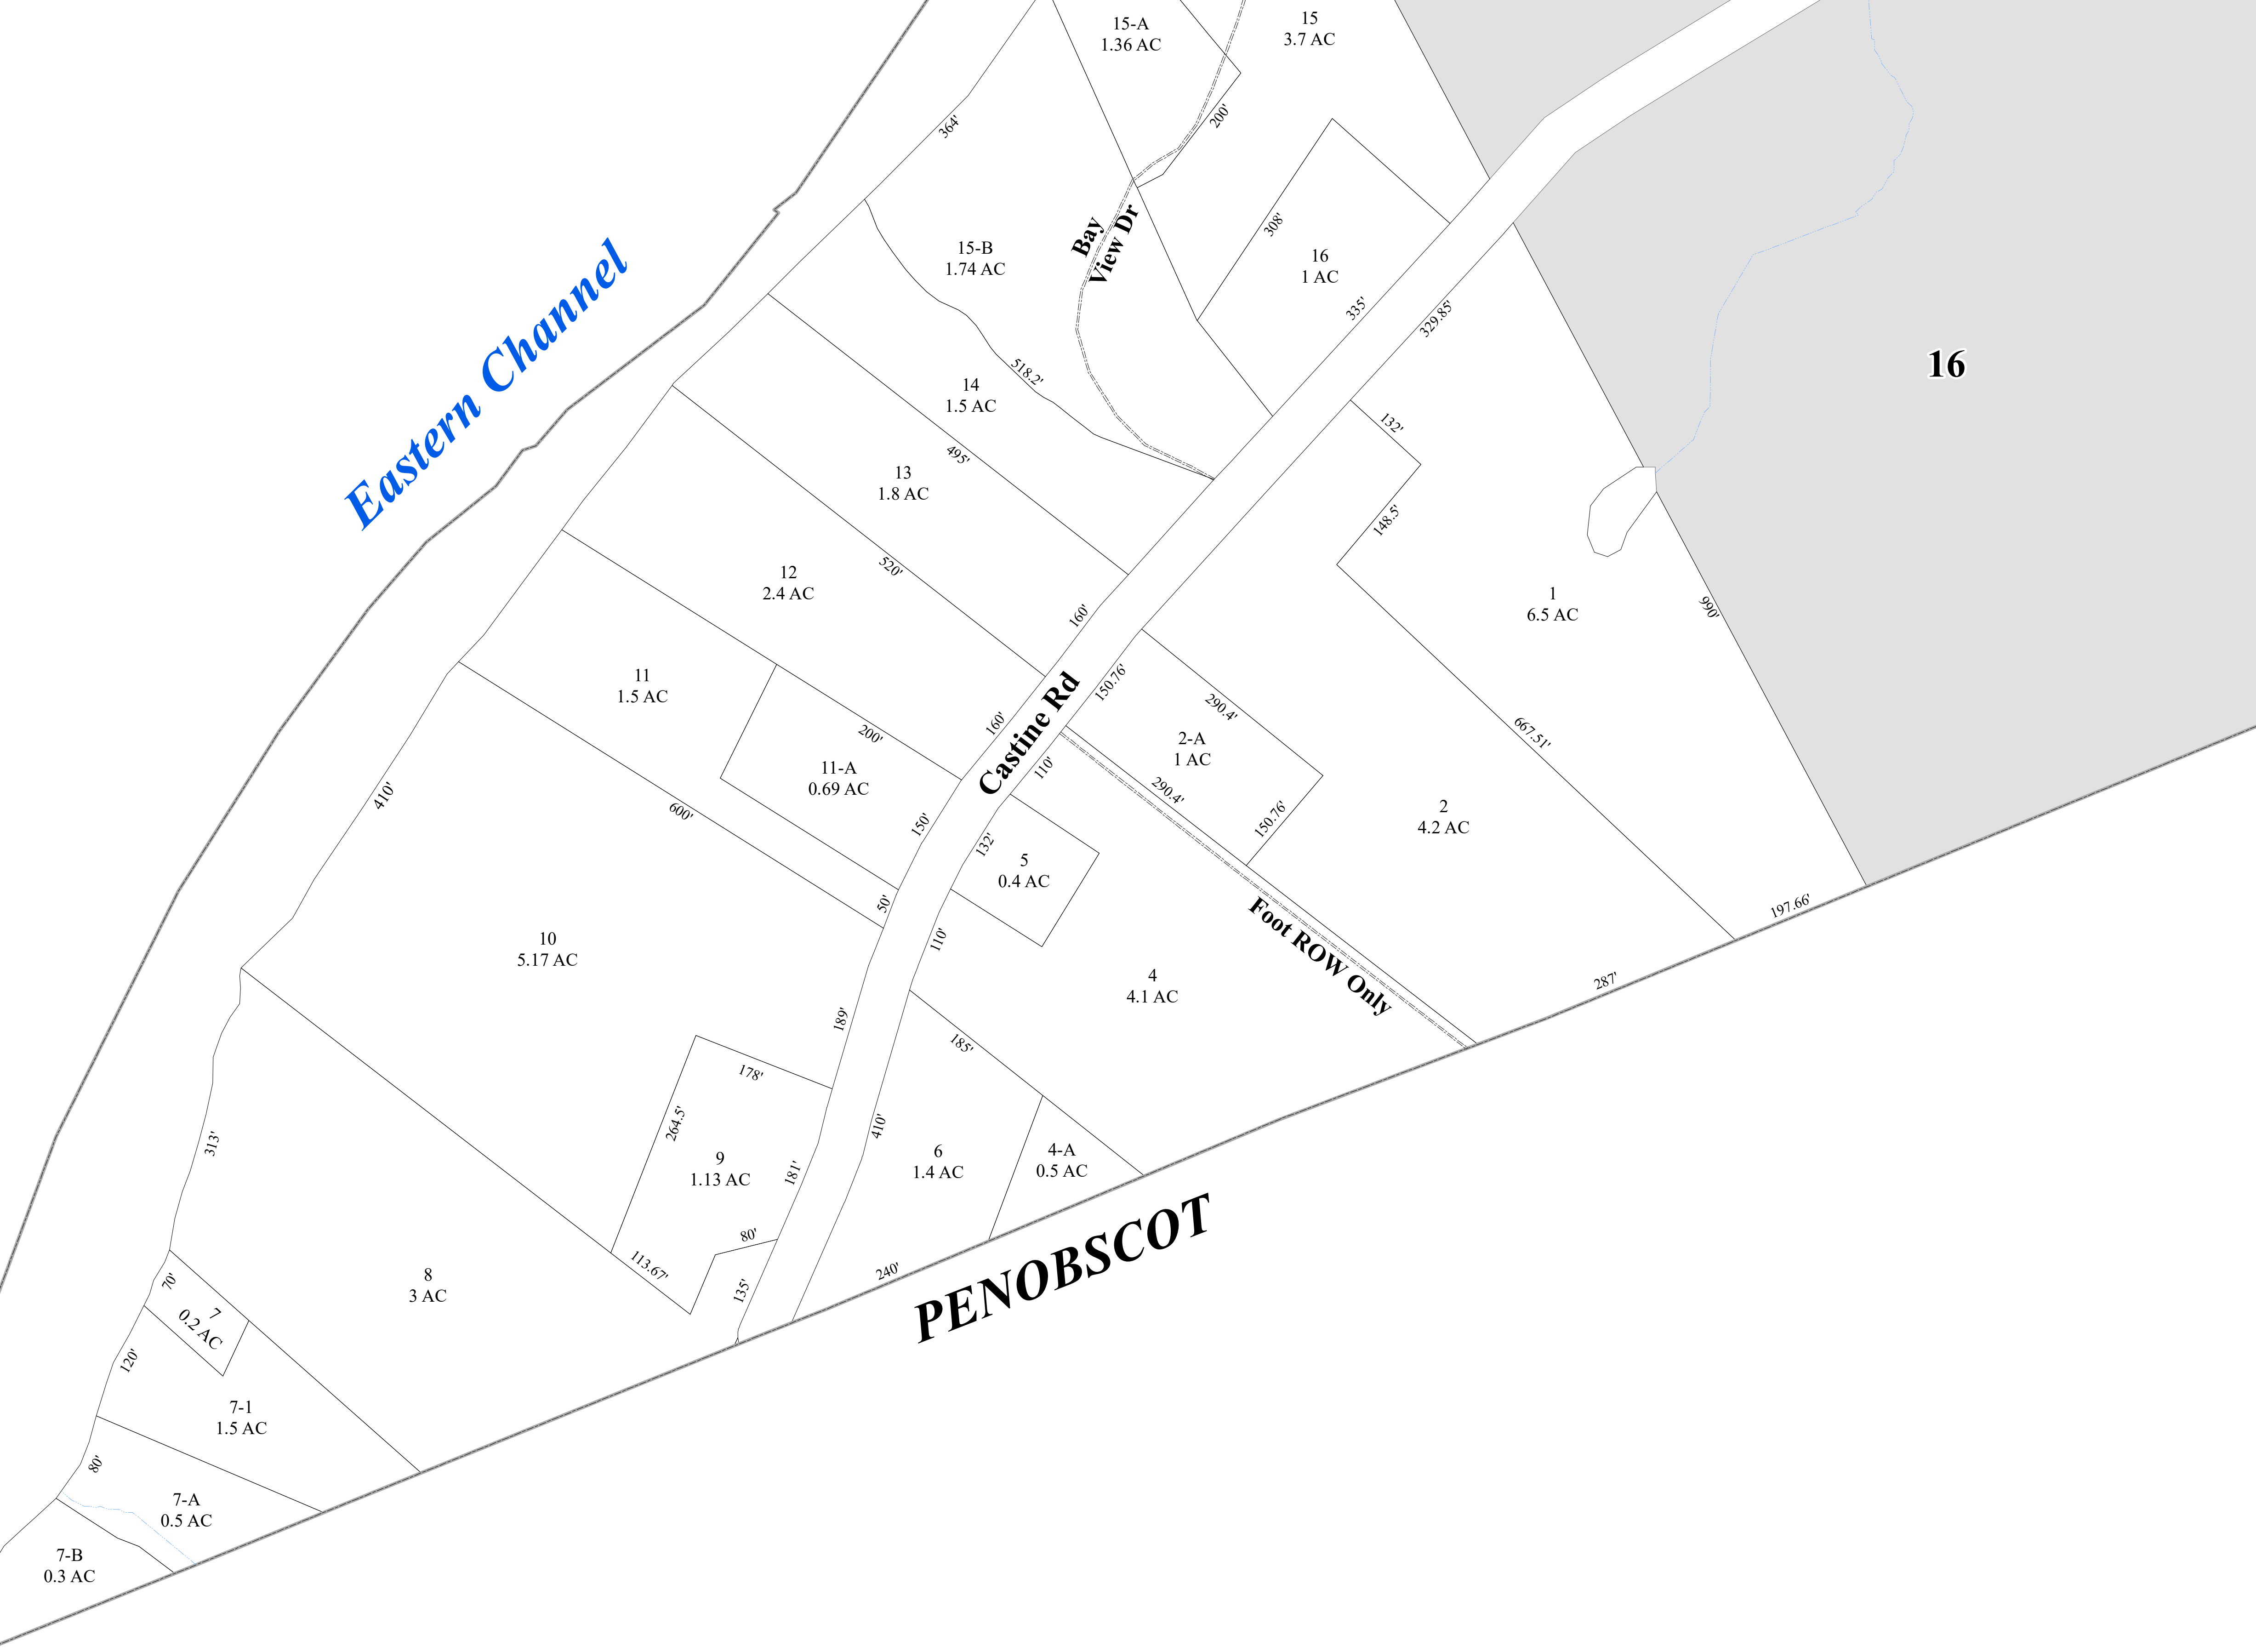 15-A
1.36 AC
15
3.7 AC
364'
200'
308'
Bay
View Dr
15-B
1.74 AC
16
1 AC
335'
329.85'
Eastern Channel
16
518.2'
14
1.5 AC
132'
495'
13
1.8 AC
148.5'
520'
12
2.4 AC
1
6.5 AC
990'
160'
150.76'
11
1.5 AC
290.4'
160'
Castine Rd
200'
667.51'
2-A
1 AC
110'
11-A
0.69 AC
290.4'
410'
600'
150'
150.76'
2
4.2 AC
132'
5
0.4 AC
50'
197.66'
110'
Foot ROW Only
10
5.17 AC
4
4.1 AC
287'
189'
185'
178'
264.5'
410'
313'
9
1.13 AC
181'
6
1.4 AC
4-A
0.5 AC
80'
113.67'
135'
240'
PENOBSCOT
70'
8
3 AC
7
0.2 AC
120'
7-1
1.5 AC
80'
7-A
0.5 AC
7-B
0.3 AC